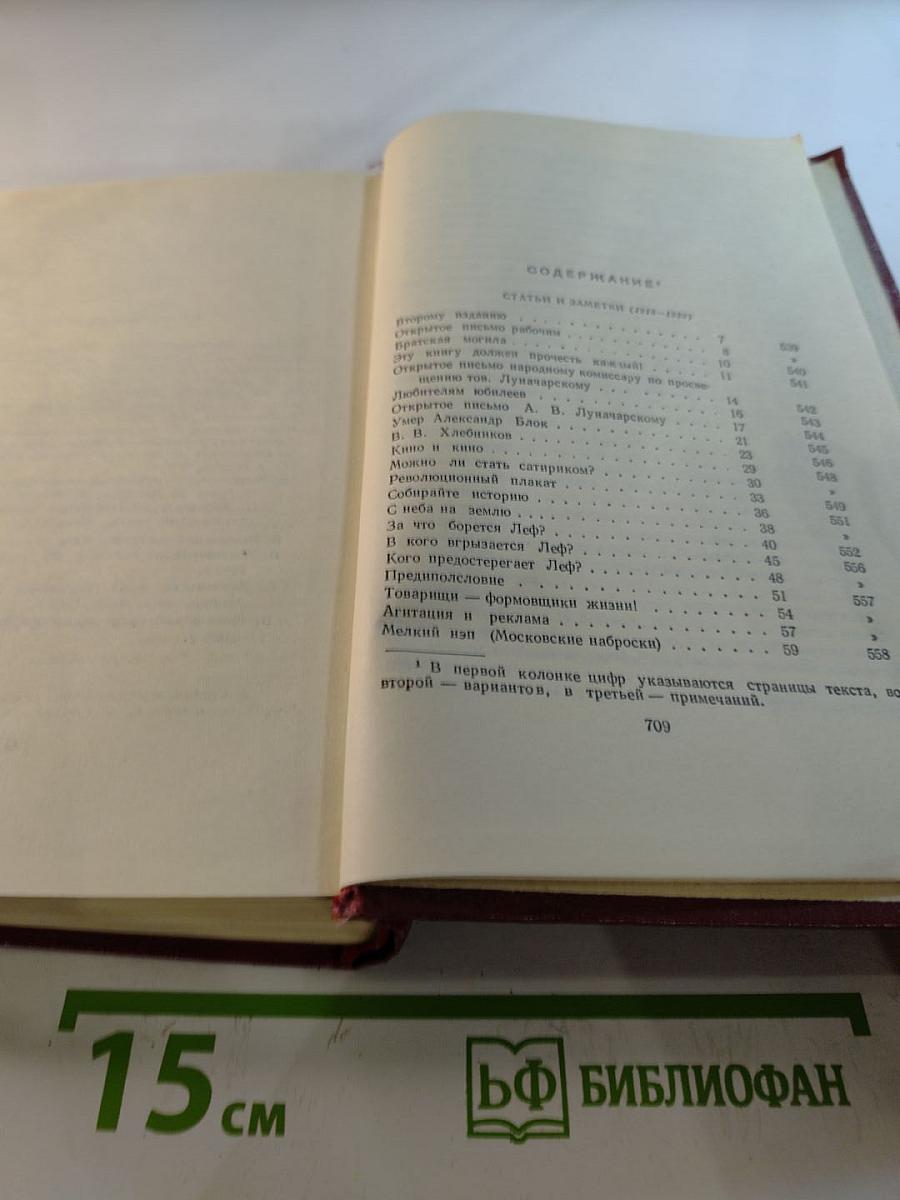 СОДЕРЖАНИЕ¹
СТАТЬИ И ЗАМЕТКИ
Второму изданию . . . . . . . . . . 7 539
Открытое письмо рабочим . . . . . . . . . . 8 »
Братская могила . . . . . . . . . . 10 540
Эту книгу должен прочесть каждый! . . . . . 11 541
Открытое письмо народному комиссару по просве-
щению тов. Луначарскому . . . . . . . . 14 542
Любителям юбилеев . . . . . . . . . . 16 543
Открытое письмо А. В. Луначарскому . . . . . 17 544
Умер Александр Блок . . . . . . . . . . 21 545
В. В. Хлебников . . . . . . . . . . 23 546
Кино и кино . . . . . . . . . . 29 548
Можно ли стать сатириком? . . . . . . . . 30 »
Революционный плакат . . . . . . . . . . 33 549
Собирайте историю . . . . . . . . . . 36 551
С неба на землю . . . . . . . . . . 38 »
За что борется Леф? . . . . . . . . . . 40 552
В кого вгрызается Леф? . . . . . . . . . . 45 556
Кого предостерегает Леф? . . . . . . . . . 48 »
Предиполсловие . . . . . . . . . . 51 557
Товарищи — формовщики жизни! . . . . . . . 54 »
Агитация и реклама . . . . . . . . . . 57 »
Мелкий нэп (Московские наброски) . . . . . . . 59 558
¹ В первой колонке цифр указываются страницы текста, во
второй — вариантов, в третьей — примечаний.
709
15 см
БФ БИБЛИОФАН